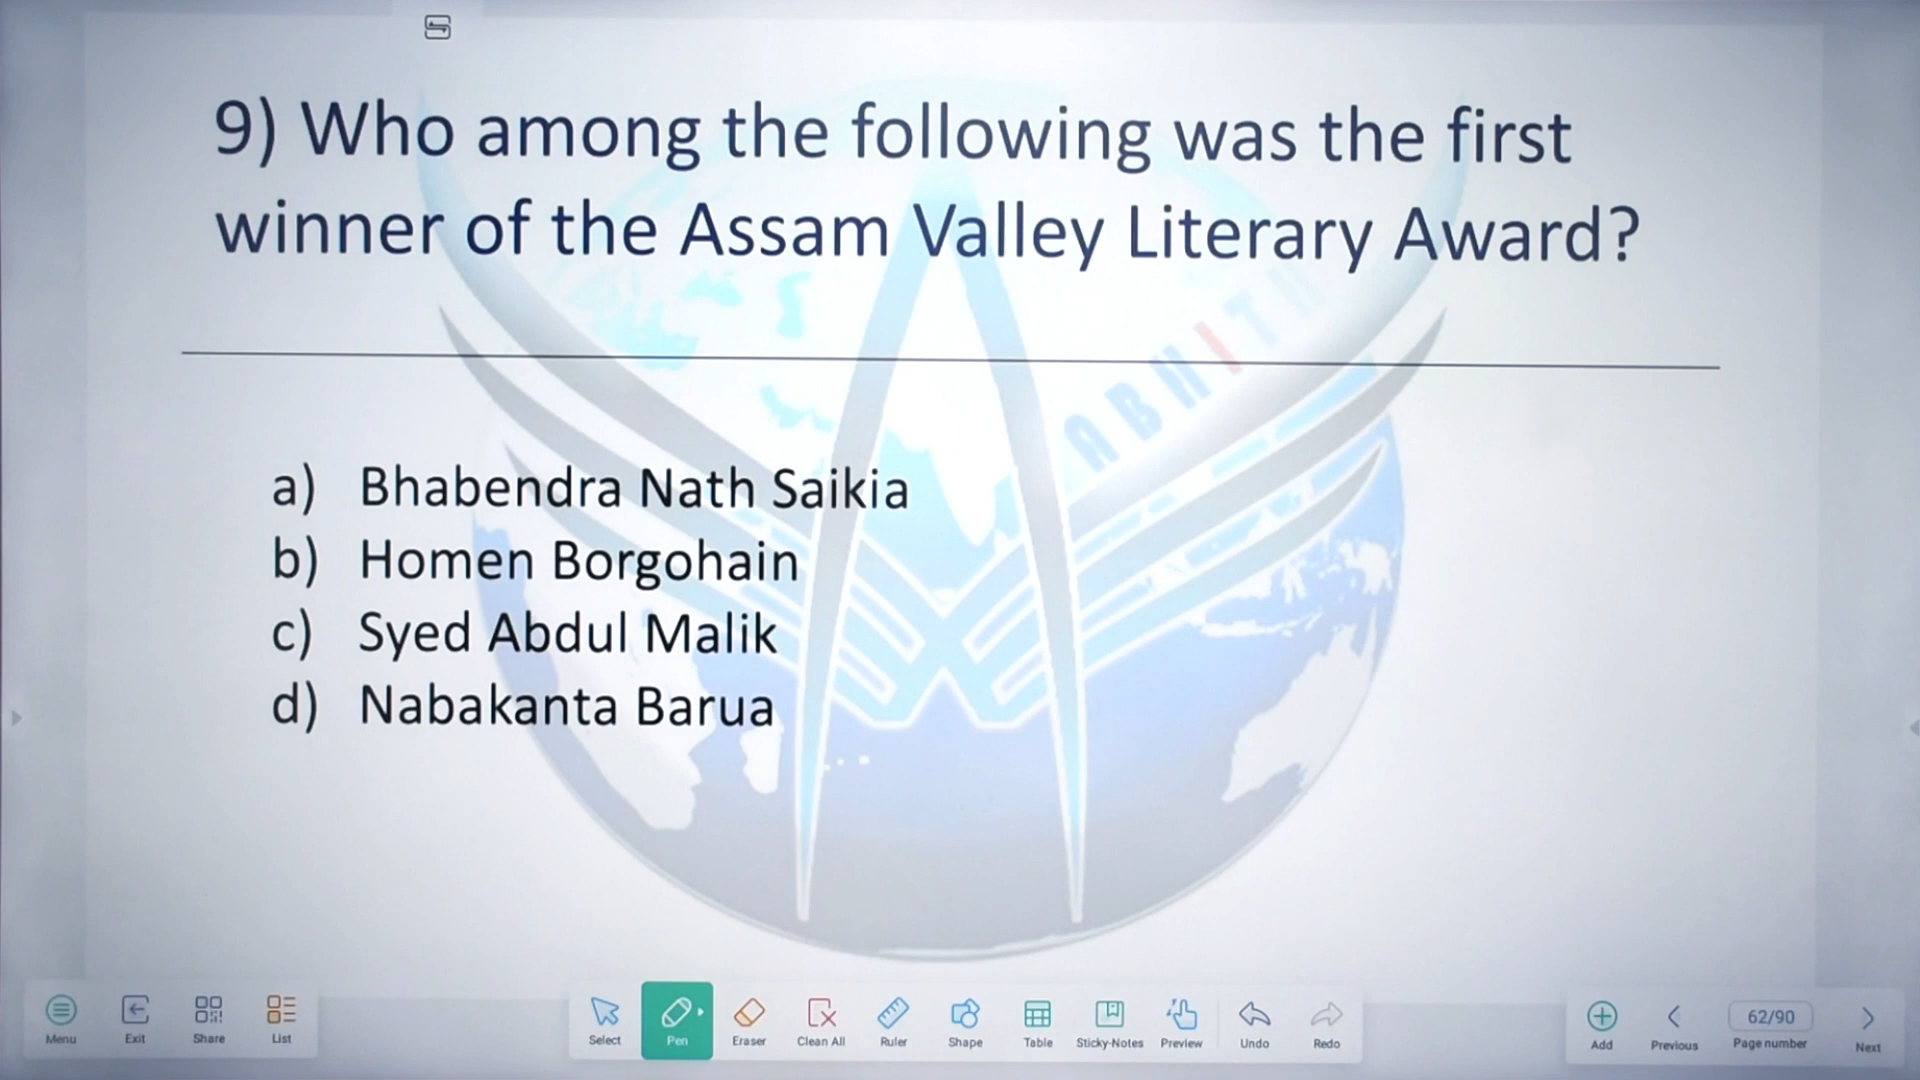 9) Who among the following was the first
winner of the Assam Valley Literary Award?
ABHITH
a) Bhabendra Nath Saikia
b) Homen Borgohain
c) Syed Abdul Malik
d) Nabakanta Barua
Menu Exit Share List
Select Pen Eraser Clean All Ruler Shape Table Sticky-Notes Preview Undo Redo
Add Previous 62/90 Page number Next